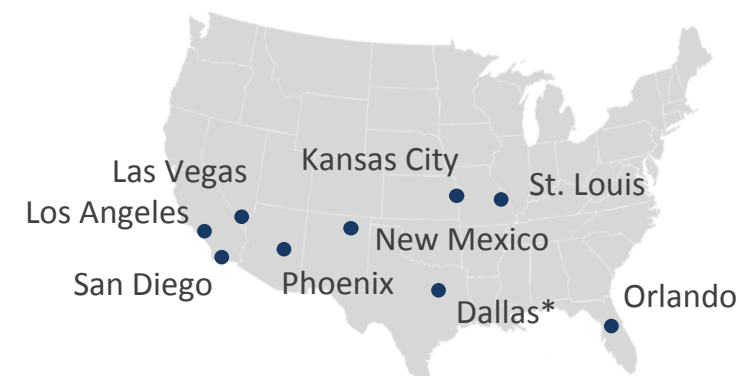 Kansas City
Las Vegas
St. Louis
Los Angeles
New Mexico
San Diego
Phoenix
Orlando
Dallas*